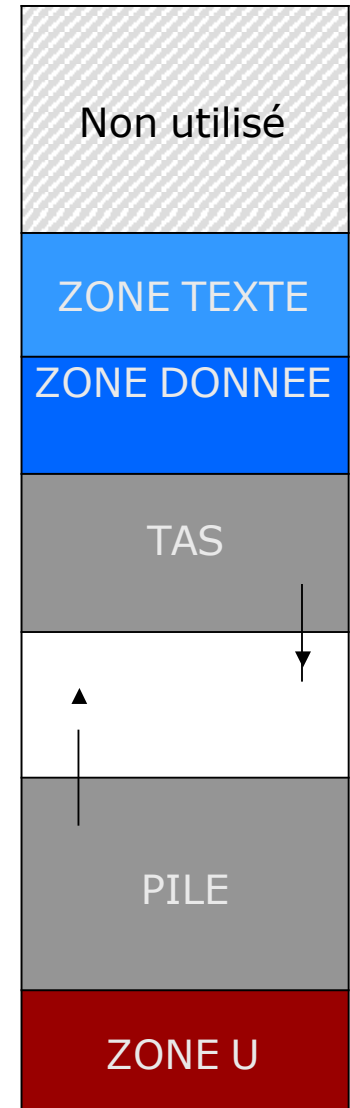 Non utilisé
ZONE TEXTE
ZONE DONNEE
TAS
PILE
ZONE U